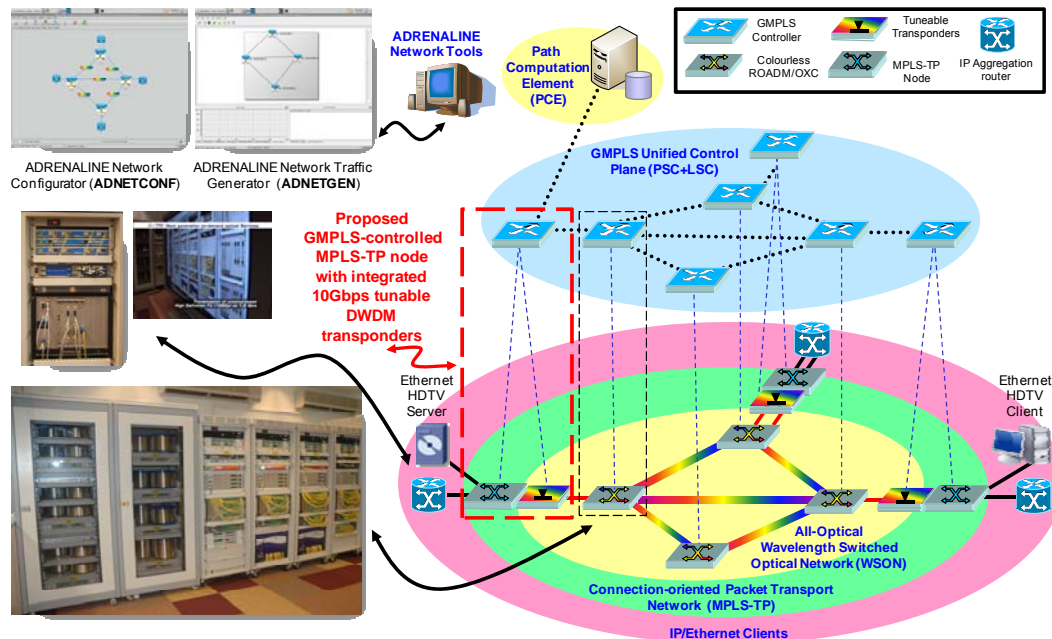 ADRENALINE
Network Tools
Path
Computation
Element
(PCE)
GMPLS
Controller
Tuneable
Transponders
Colourless
ROADM/OXC
MPLS-TP
Node
IP Aggregation
router
ADRENALINE Network
Configurator (ADNETCONF)
ADRENALINE Network Traffic
Generator (ADNETGEN)
GMPLS Unified Control
Plane (PSC+LSC)
Proposed
GMPLS-controlled
MPLS-TP node
with integrated
10Gbps tunable
DWDM
transponders
Ethernet
HDTV
Server
Ethernet
HDTV
Client
All-Optical
Wavelength Switched
Optical Network (WSON)
Connection-oriented Packet Transport
Network (MPLS-TP)
IP/Ethernet Clients